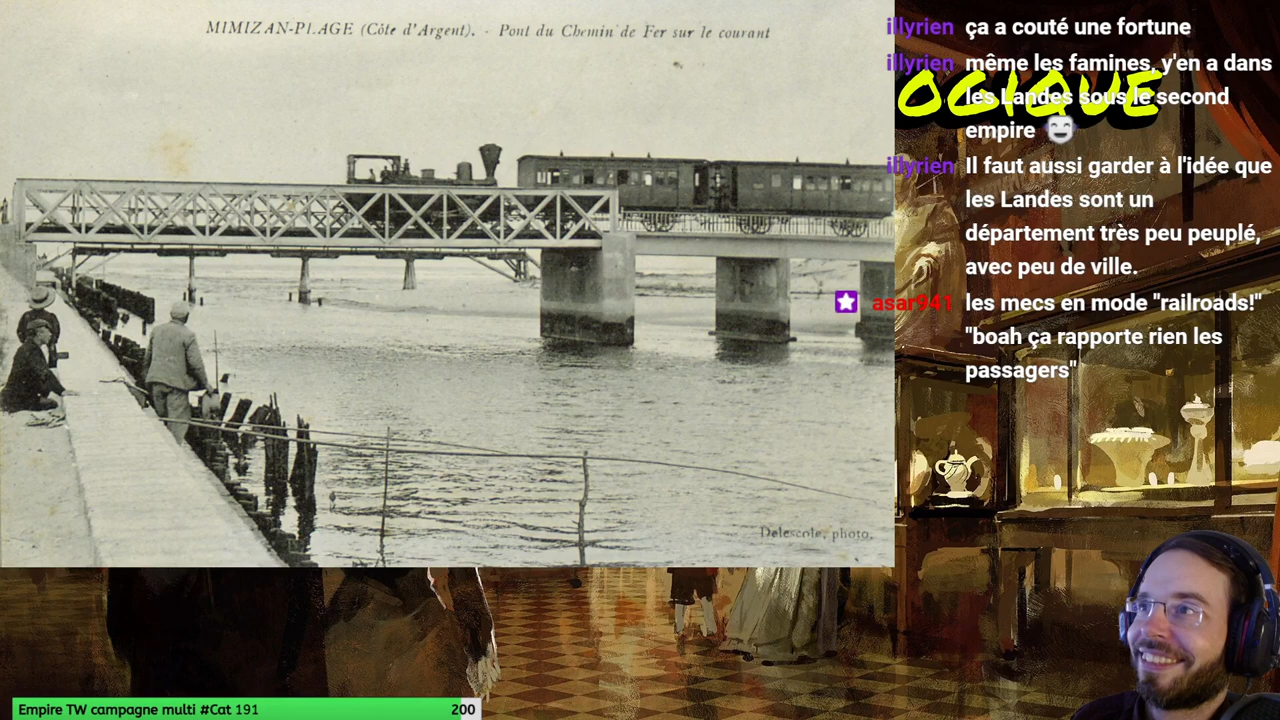 MIMIZAN-PLAGE (Côte d'Argent). - Pont du Chemin de Fer sur le courant
illyrien ça a couté une fortune
illyrien même les famines, y'en a dans
les Landes sous le second
empire
OGIQUE
illyrien Il faut aussi garder à l'idée que
les Landes sont un
département très peu peuplé,
avec peu de ville.
asar941 les mecs en mode "railroads!"
"boah ça rapporte rien les
passagers"
Delescole, photo.
Empire TW campagne multi #Cat 191 200